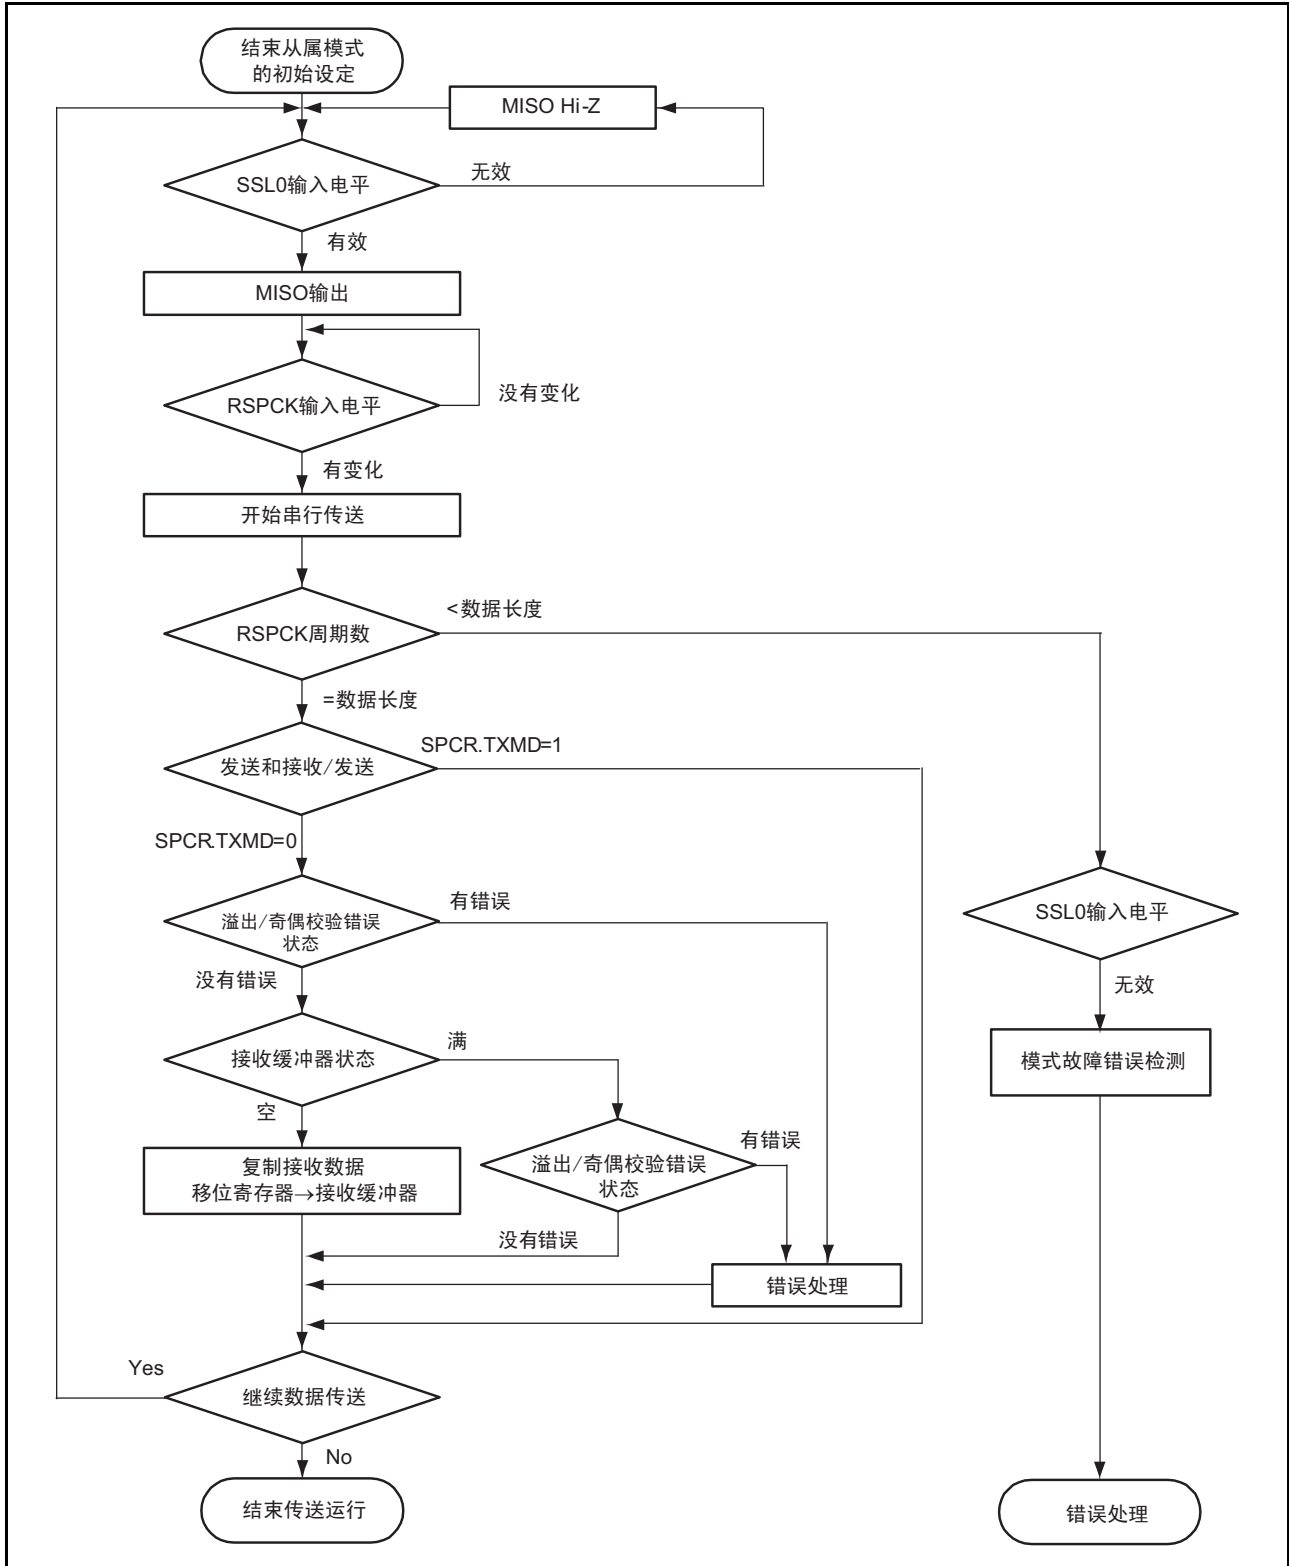 结束从属模式
的初始设定
MISO Hi-Z
SSL0输入电平
无效
有效
MISO输出
RSPCK输入电平
没有变化
有变化
开始串行传送
<数据长度
RSPCK周期数
=数据长度
SPCR.TXMD=1
发送和接收/发送
SPCR.TXMD=0
有错误
溢出/奇偶校验错误
状态
SSL0输入电平
没有错误
无效
满
接收缓冲器状态
模式故障错误检测
空
有错误
复制接收数据
移位寄存器→接收缓冲器
溢出/奇偶校验错误
状态
没有错误
错误处理
Yes
继续数据传送
No
结束传送运行
错误处理